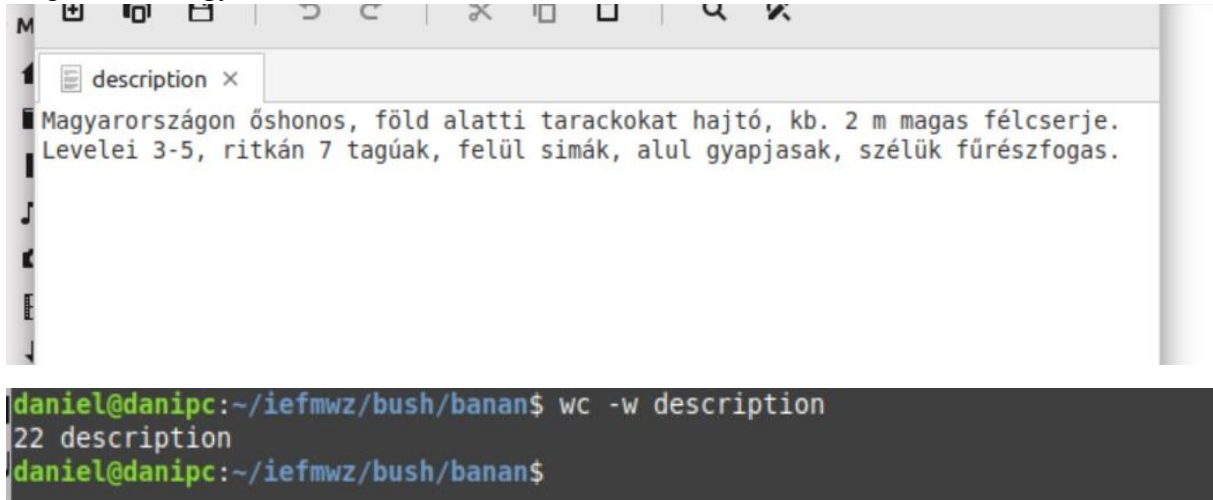 description ×
Magyarországon őshonos, föld alatti tarackokat hajtó, kb. 2 m magas félcserje.
Levelei 3-5, ritkán 7 tagúak, felül simák, alul gyapjasak, szélük fűrészfogas.
daniel@danipc:~/iefmwz/bush/banan$ wc -w description
22 description
daniel@danipc:~/iefmwz/bush/banan$